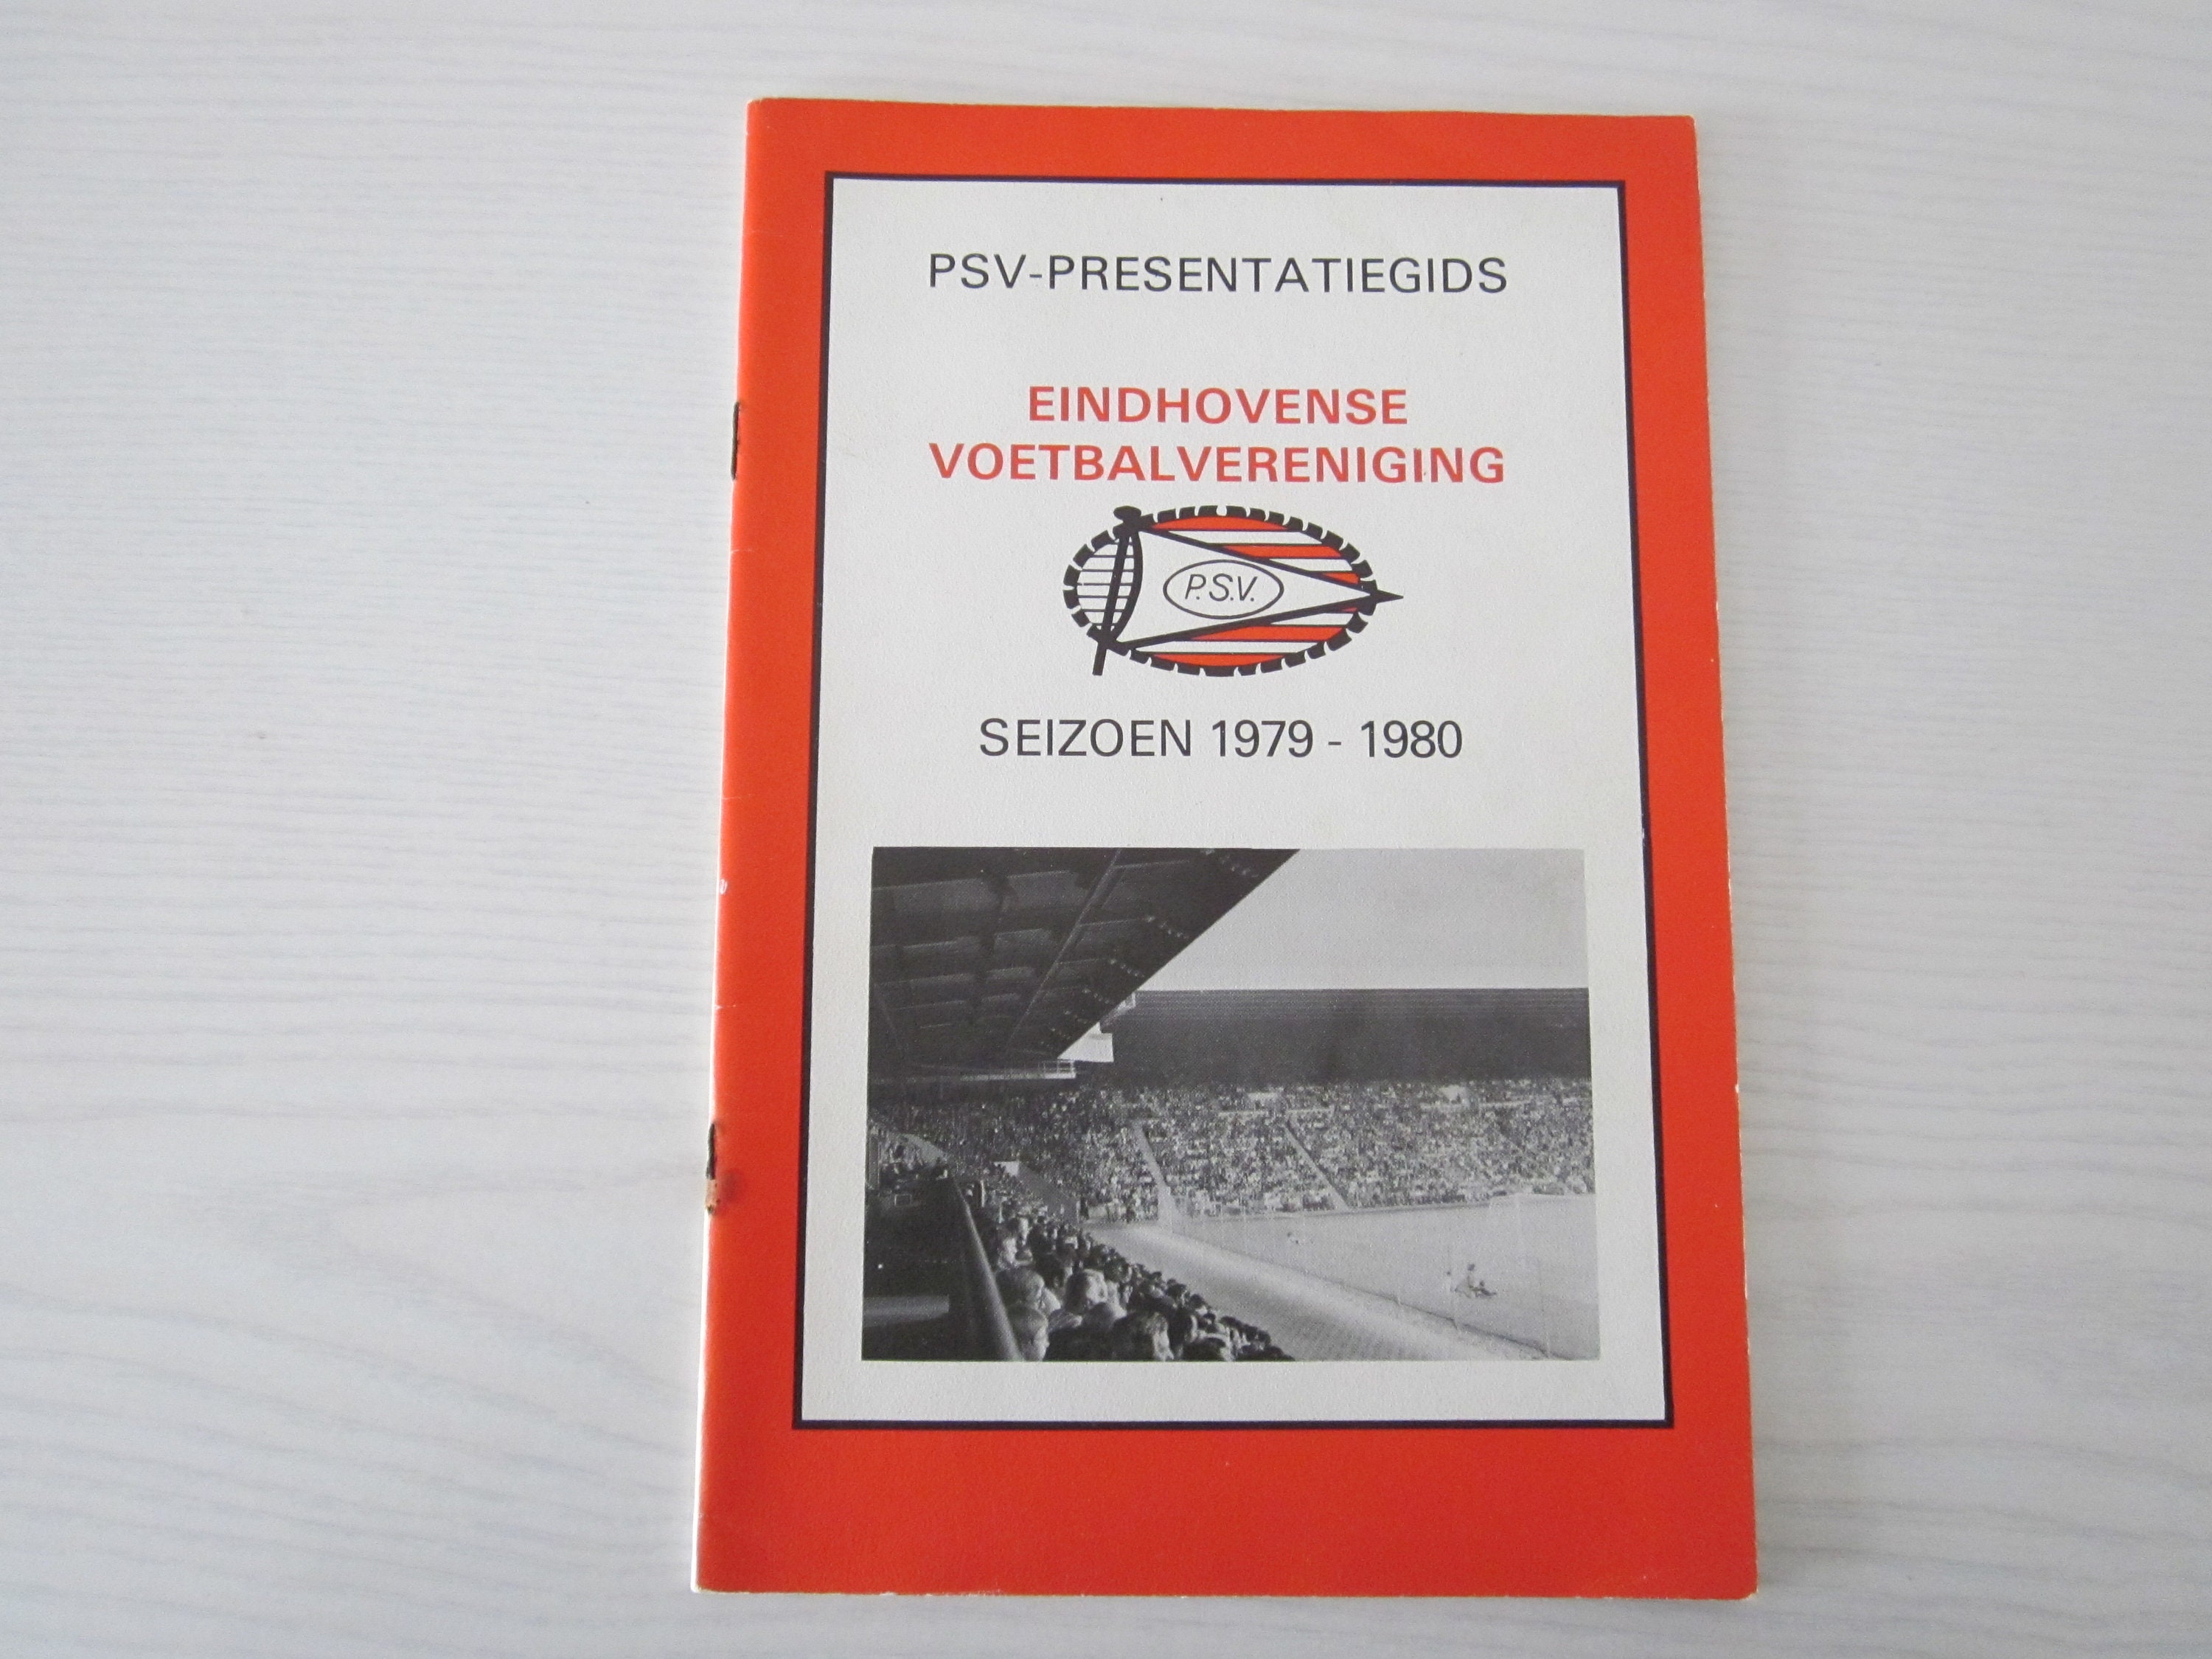 PSV-PRESENTATIEGIDS
EINDHOVENSE
VOETBALVERENIGING
P.S.V.
SEIZOEN 1979 - 1980